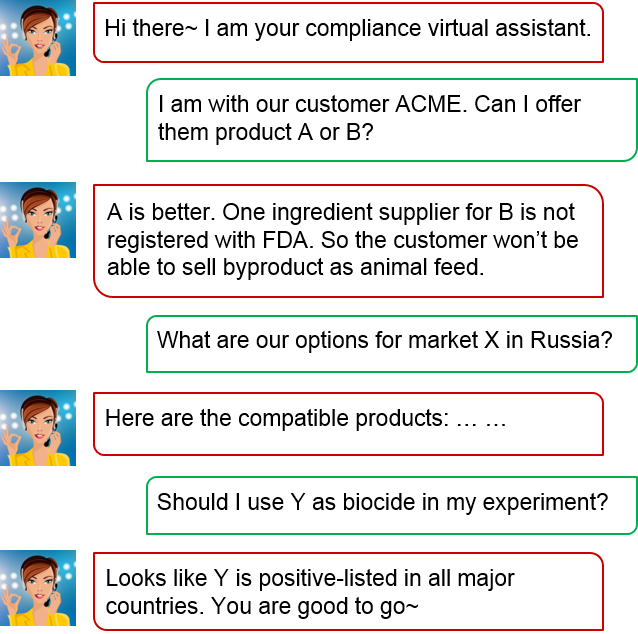 Hi there~ I am your compliance virtual assistant.
I am with our customer ACME. Can I offer
them product A or B?
A is better. One ingredient supplier for B is not
registered with FDA. So the customer won’t be
able to sell byproduct as animal feed.
What are our options for market X in Russia?
Here are the compatible products: … …
Should I use Y as biocide in my experiment?
Looks like Y is positive-listed in all major
countries. You are good to go~